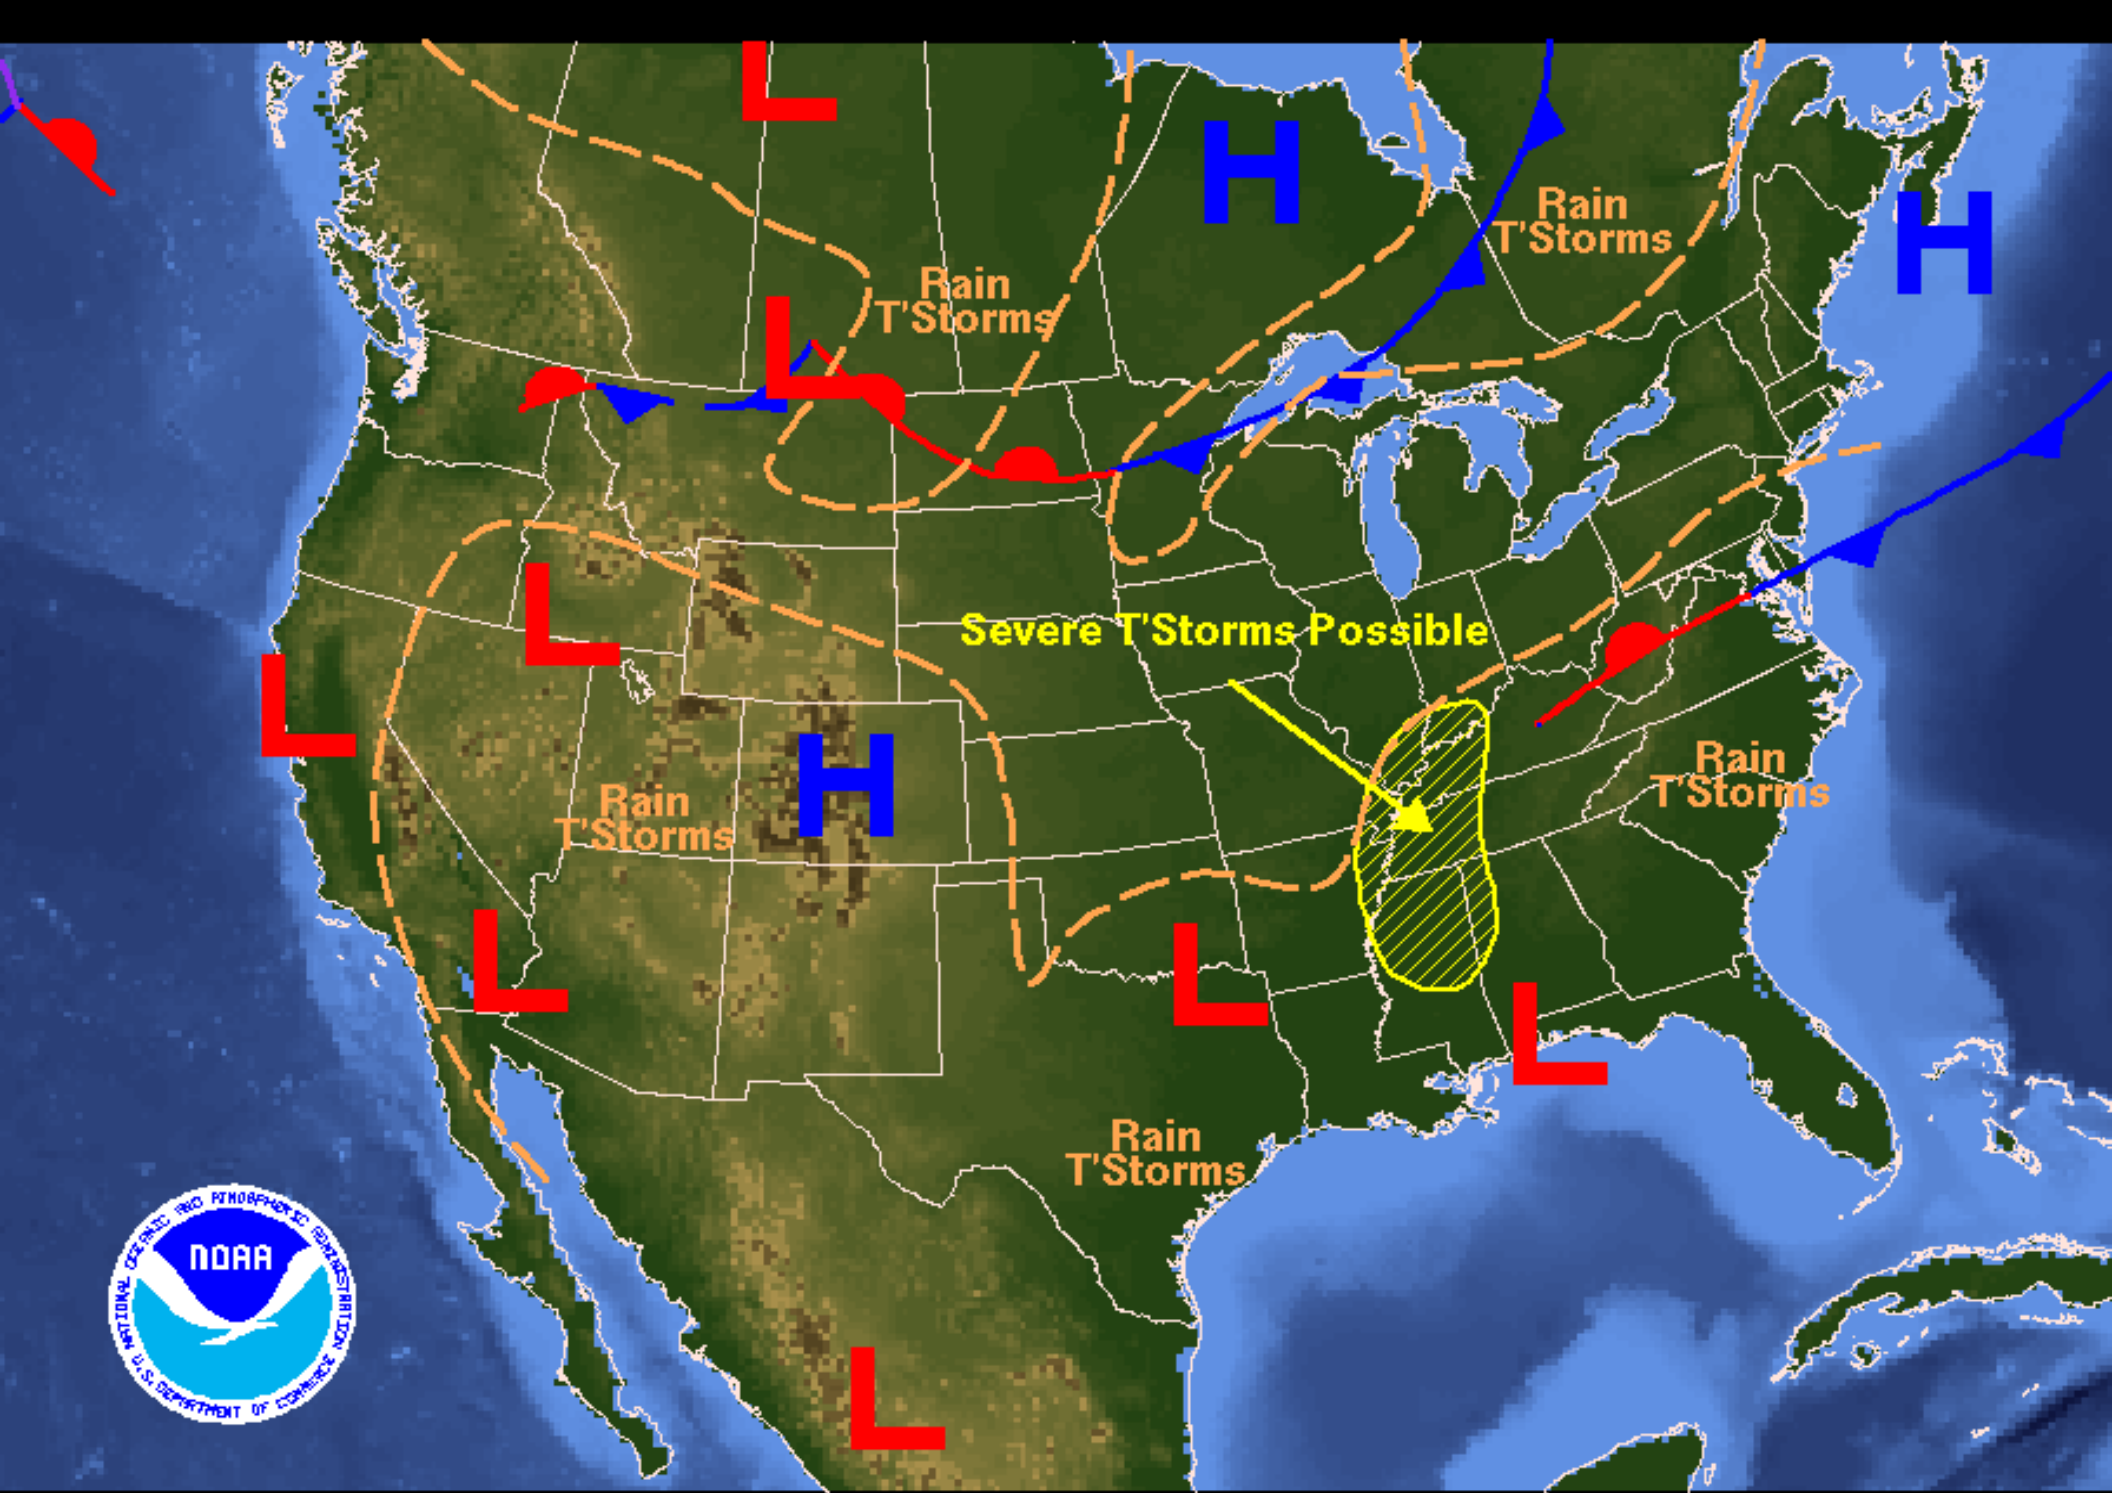 L
H
H
Rain
T'Storms
Rain
T'Storms
L
L
Severe T'Storms Possible
L
H
Rain
T'Storms
Rain
T'Storms
L
L
L
Rain
T'Storms
NATIONAL OCEANIC AND ATMOSPHERIC ADMINISTRATION
NOAA
U.S. DEPARTMENT OF COMMERCE
L